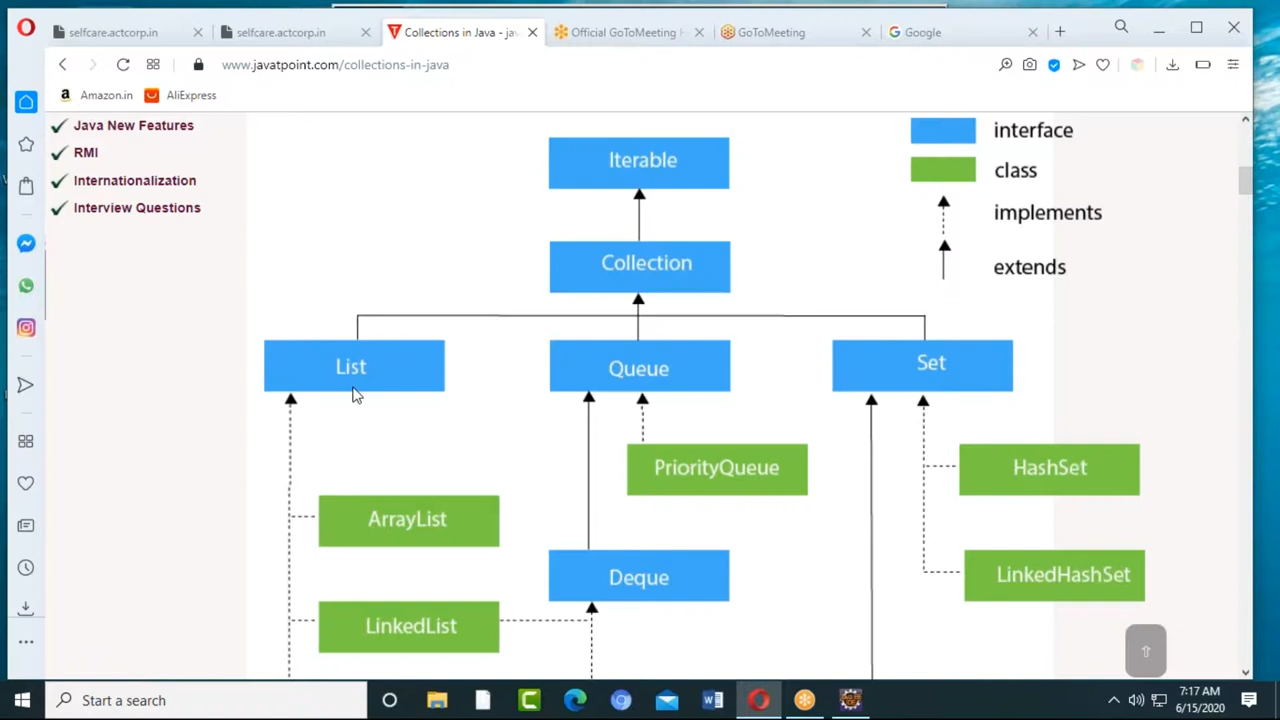 selfcare.actcorp.in
selfcare.actcorp.in
Collections in Java - jav
Official GoToMeeting H
GoToMeeting
Google
www.javatpoint.com/collections-in-java
Amazon.in
AliExpress
Java New Features
RMI
Internationalization
Interview Questions
Iterable
interface
class
implements
extends
Collection
List
Queue
Set
PriorityQueue
HashSet
ArrayList
Deque
LinkedHashSet
LinkedList
Start a search
7:17 AM
6/15/2020